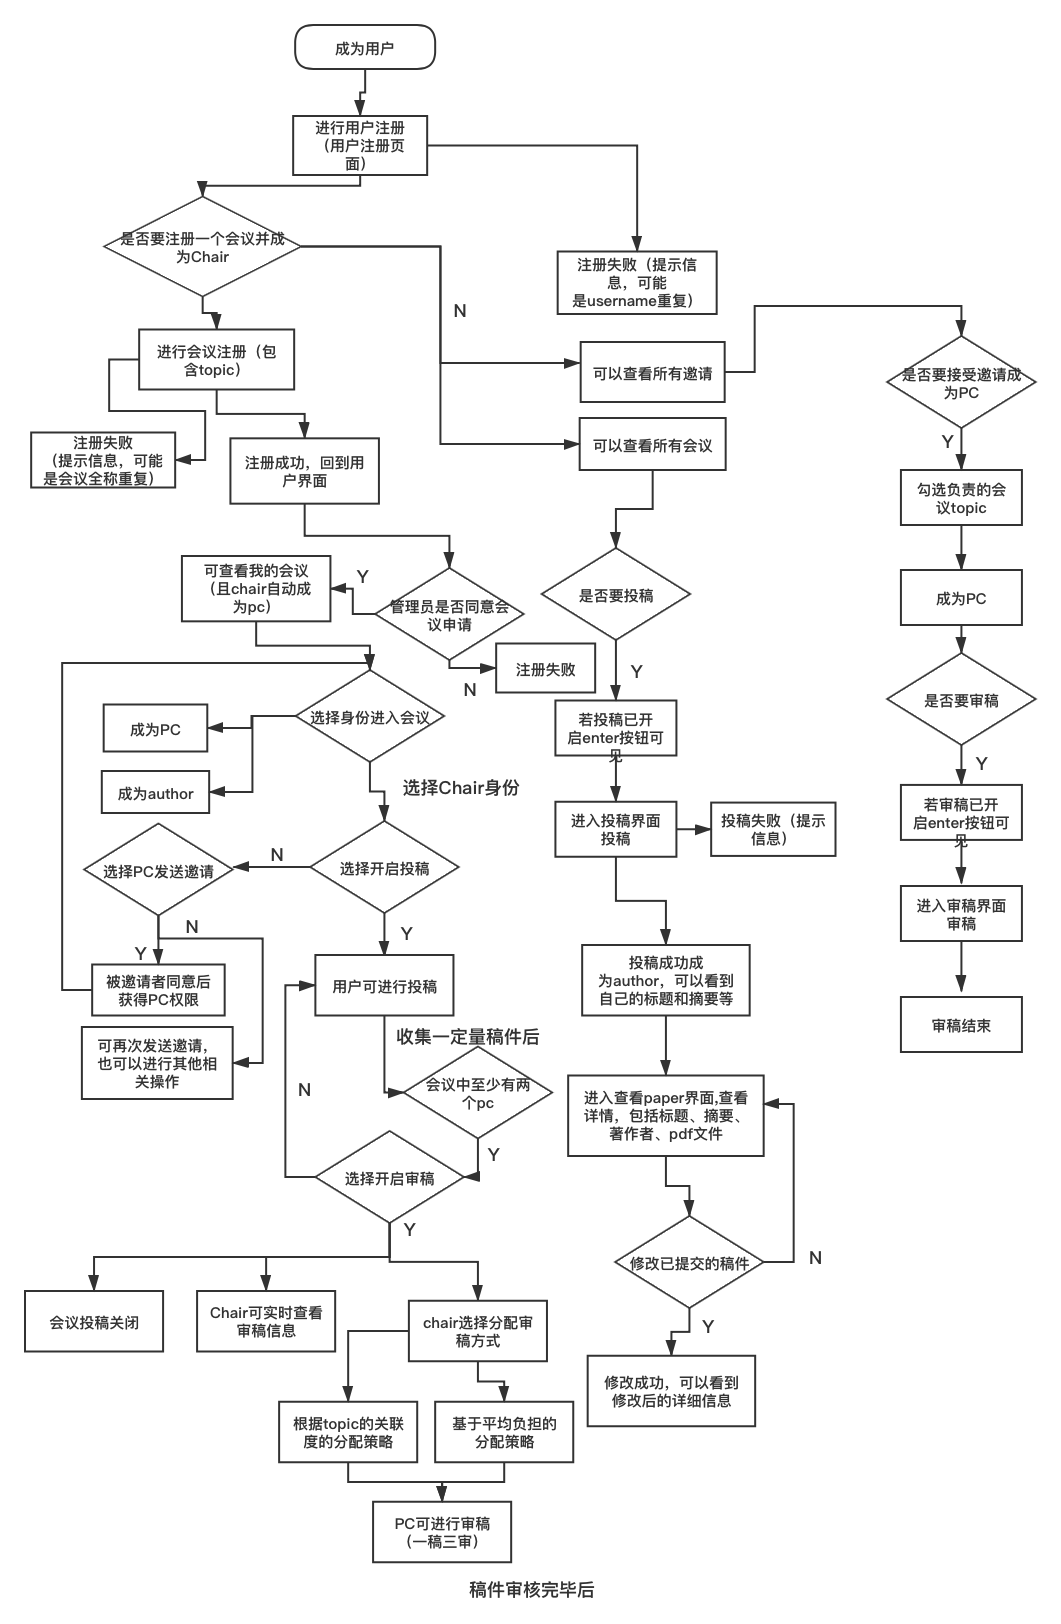 成为用户
进行用户注册
（用户注册页
面）
是否要注册一个会议并成
为Chair
注册失败（提示信
息，可能
是username重复）
N
进行会议注册（包
含topic）
可以查看所有邀请
是否要接受邀请成
为PC
Y
注册失败
（提示信息，可能
是会议全称重复）
注册成功，回到用
户界面
可以查看所有会议
勾选负责的会
议topic
可查看我的会议
（且chair自动成
为pc）
Y
管理员是否同意会
议申请
是否要投稿
成为PC
N
注册失败
Y
是否要审稿
选择身份进入会议
成为PC
若投稿已开
启enter按钮可
见
Y
成为author
选择Chair身份
若审稿已开
启enter按钮可
见
进入投稿界面
投稿
投稿失败（提示
信息）
选择PC发送邀请
N
选择开启投稿
进入审稿界面
审稿
N
Y
Y
被邀请者同意后
获得PC权限
用户可进行投稿
投稿成功成
为author，可以看到
自己的标题和摘要等
审稿结束
收集一定量稿件后
可再次发送邀请，
也可以进行其他相
关操作
N
会议中至少有两
个pc
进入查看paper界面,查看
详情，包括标题、摘要、
著作者、pdf文件
Y
选择开启审稿
Y
修改已提交的稿件
N
会议投稿关闭
Chair可实时查看
审稿信息
chair选择分配审
稿方式
Y
修改成功，可以看到
修改后的详细信息
根据topic的关联
度的分配策略
基于平均负担的
分配策略
PC可进行审稿
（一稿三审）
稿件审核完毕后